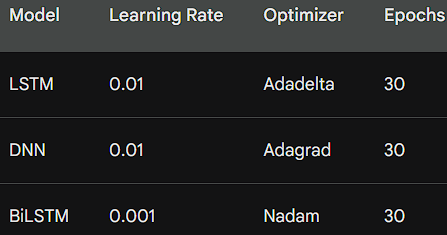 Model Learning Rate Optimizer Epochs
LSTM 0.01 Adadelta 30
DNN 0.01 Adagrad 30
BiLSTM 0.001 Nadam 30